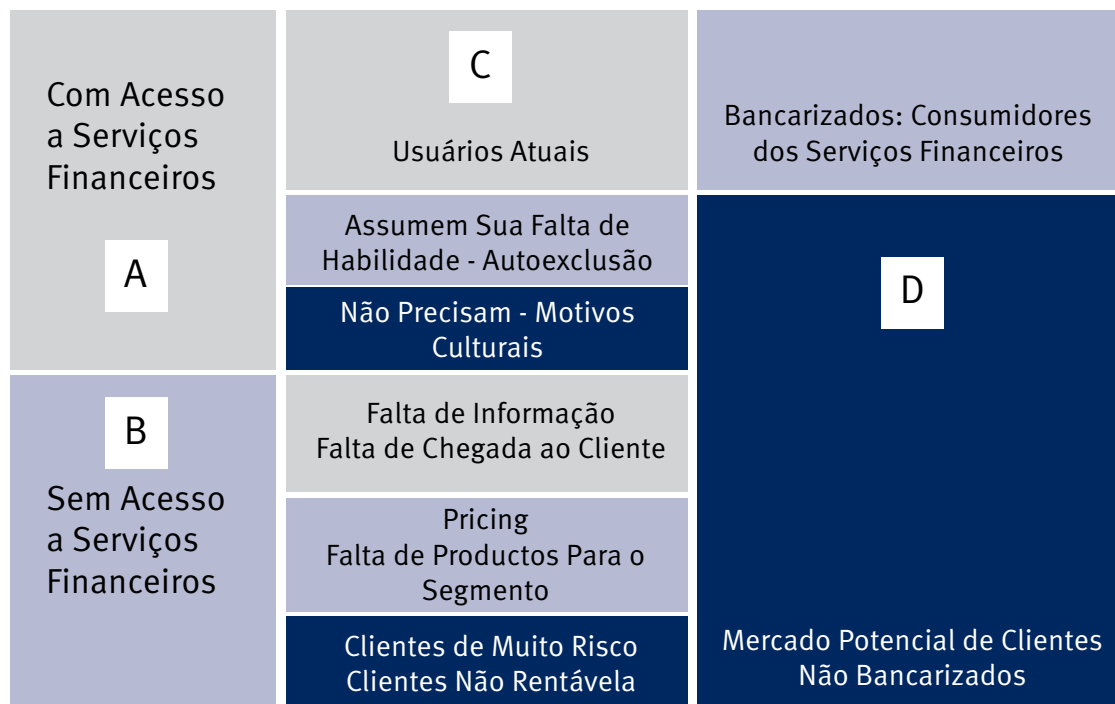 Com Acesso
a Serviços
Financeiros
A
B
Sem Acesso
a Serviços
Financeiros
C
Usuários Atuais
Assumem Sua Falta de
Habilidade - Autoexclusão
Não Precisam - Motivos
Culturais
Falta de Informação
Falta de Chegada ao Cliente
Pricing
Falta de Productos Para o
Segmento
Clientes de Muito Risco
Clientes Não Rentávela
Bancarizados: Consumidores
dos Serviços Financeiros
D
Mercado Potencial de Clientes
Não Bancarizados